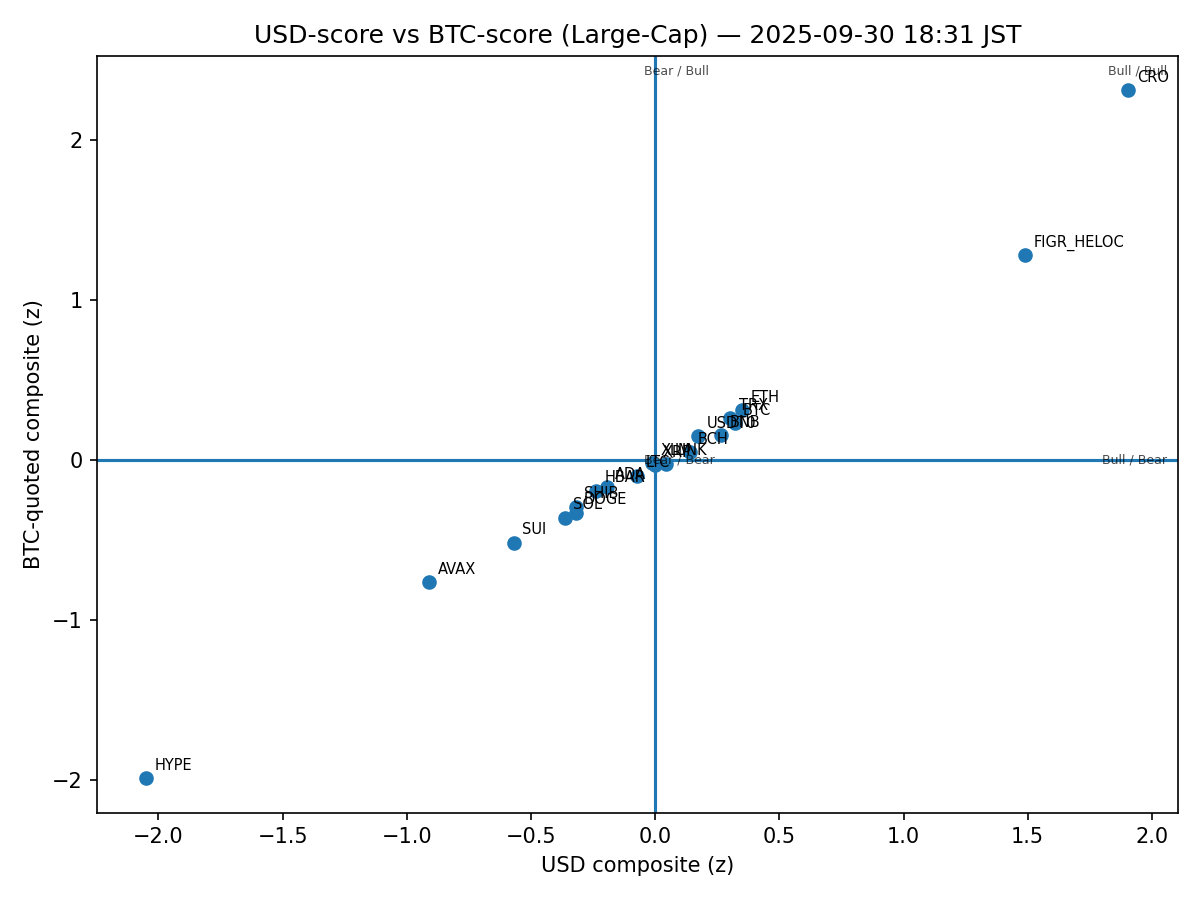 USD-score vs BTC-score (Large-Cap) — 2025-09-30 18:31 JST
Bear / Bull
Bull / Bull
CRO
FIGR_HELOC
ETH
TRX
BTC
BNB
BCH
LTC
/ Bear
Bull / Bear
ADA
HBAR
SHIB
DOGE
SOL
SUI
AVAX
HYPE
2
1
0
−1
−2
−2.0
−1.5
−1.0
−0.5
0.0
0.5
1.0
1.5
2.0
BTC-quoted composite (z)
USD composite (z)